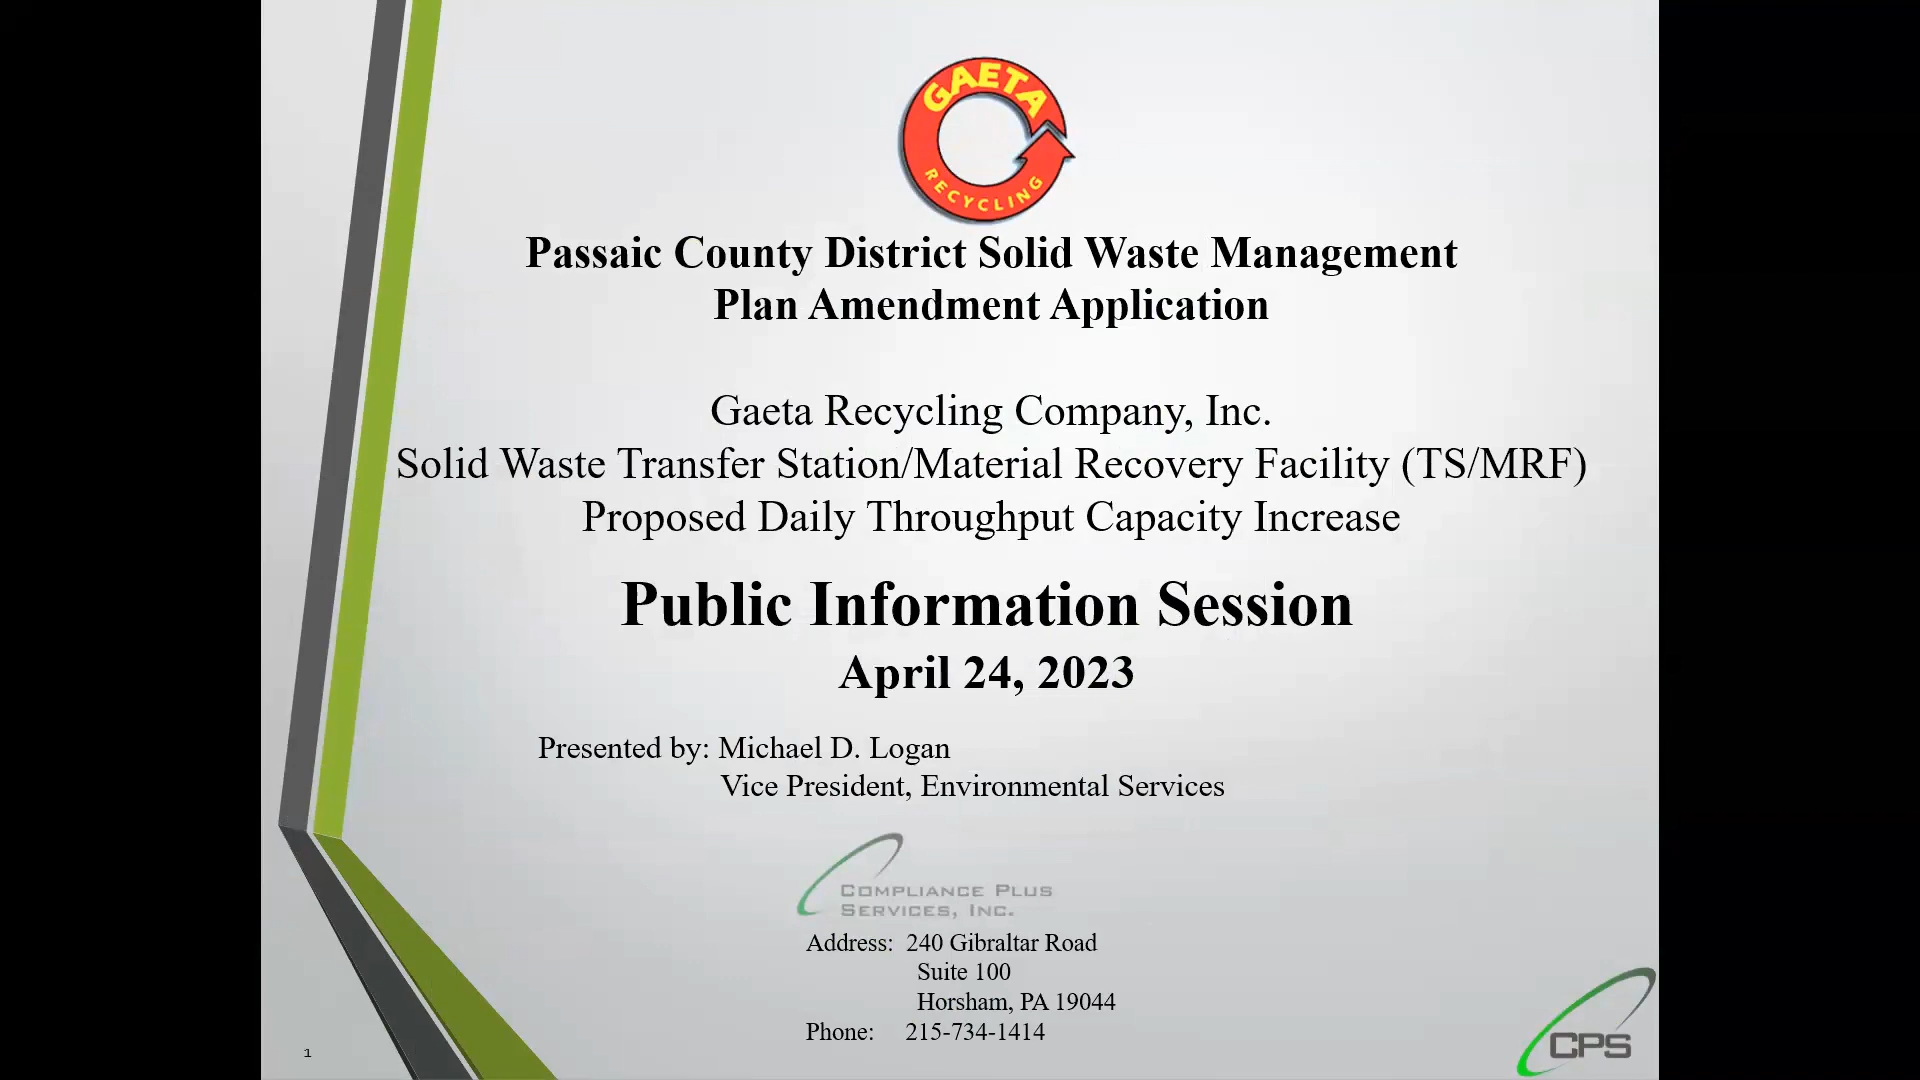 GAETA
RECYCLING
Passaic County District Solid Waste Management
Plan Amendment Application
Gaeta Recycling Company, Inc.
Solid Waste Transfer Station/Material Recovery Facility (TS/MRF)
Proposed Daily Throughput Capacity Increase
Public Information Session
April 24, 2023
Presented by: Michael D. Logan
Vice President, Environmental Services
COMPLIANCE PLUS
SERVICES, INC.
Address: 240 Gibraltar Road
Suite 100
Horsham, PA 19044
Phone: 215-734-1414
1
CPS